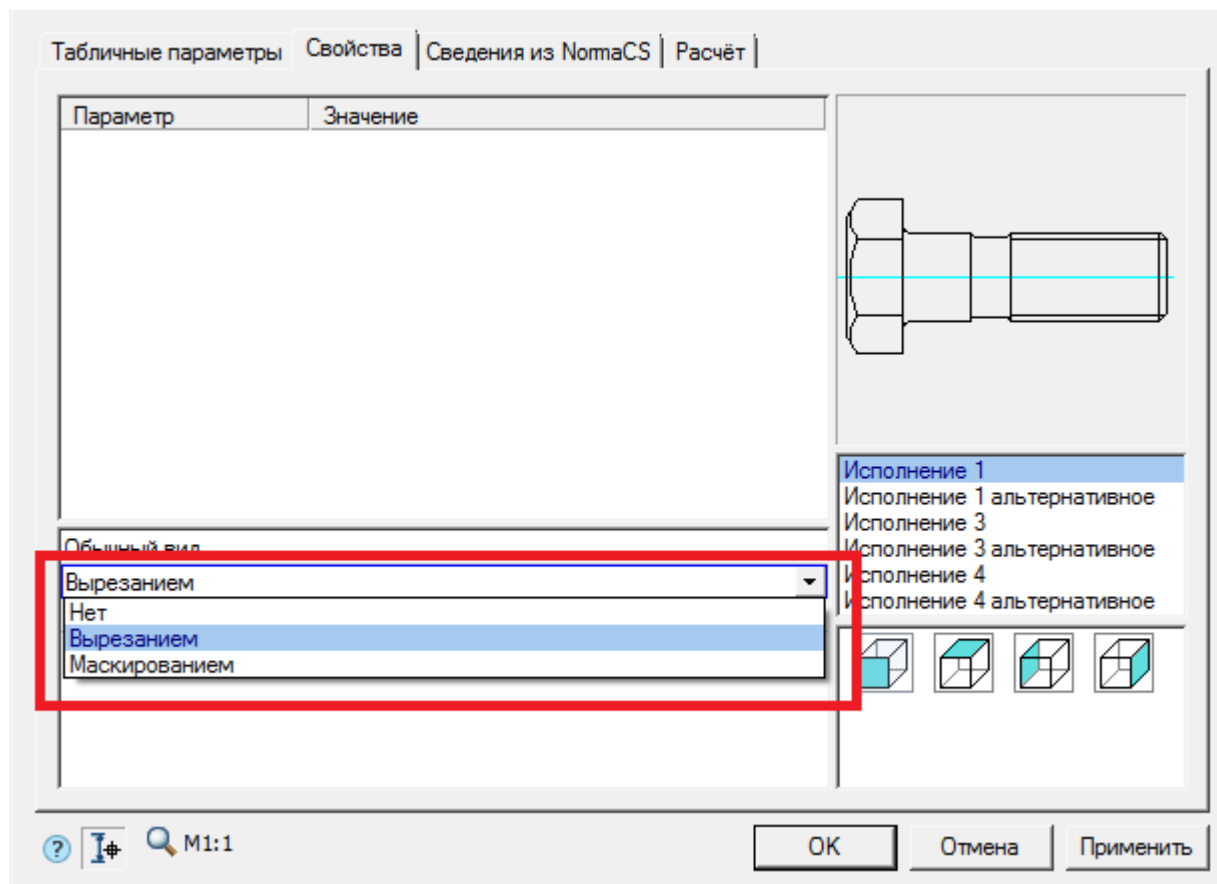 Табличные параметры Свойства Сведения из NormaCS Расчёт
Параметр Значение
Исполнение 1
Исполнение 1 альтернативное
Исполнение 3
Исполнение 3 альтернативное
Исполнение 4
Исполнение 4 альтернативное
Обычный вид
Вырезанием
Нет
Вырезанием
Маскированием
? M1:1 OK Отмена Применить